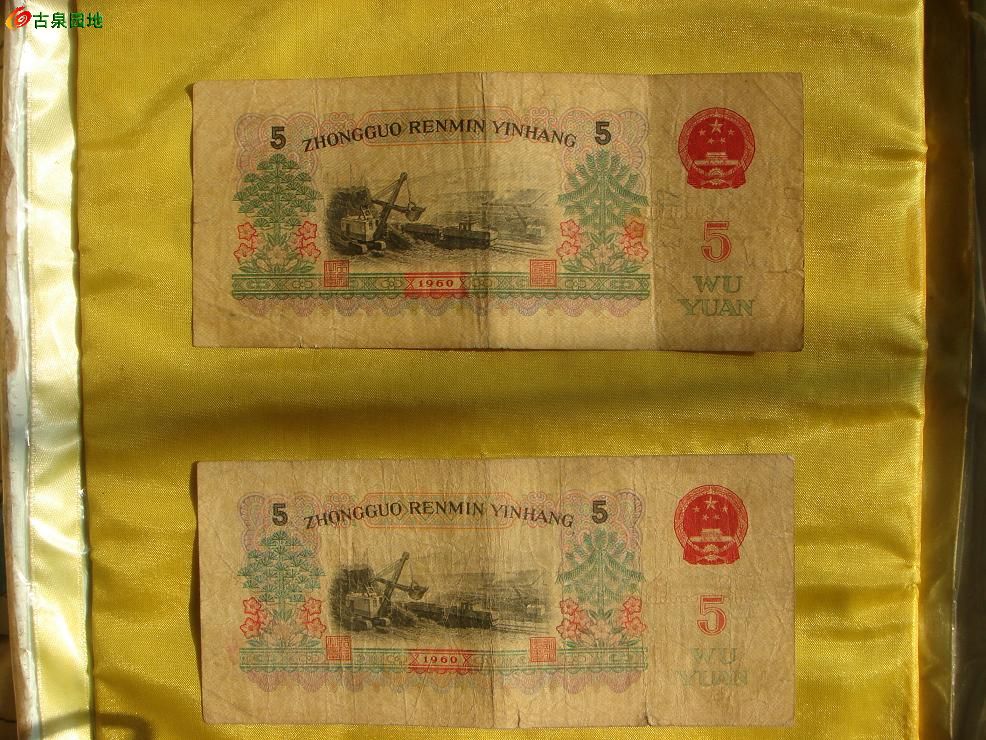 古泉园地
5 ZHONGGUO RENMIN YINHANG 5
5
WU
YUAN
1960
5 ZHONGGUO RENMIN YINHANG 5
5
WU
YUAN
1960